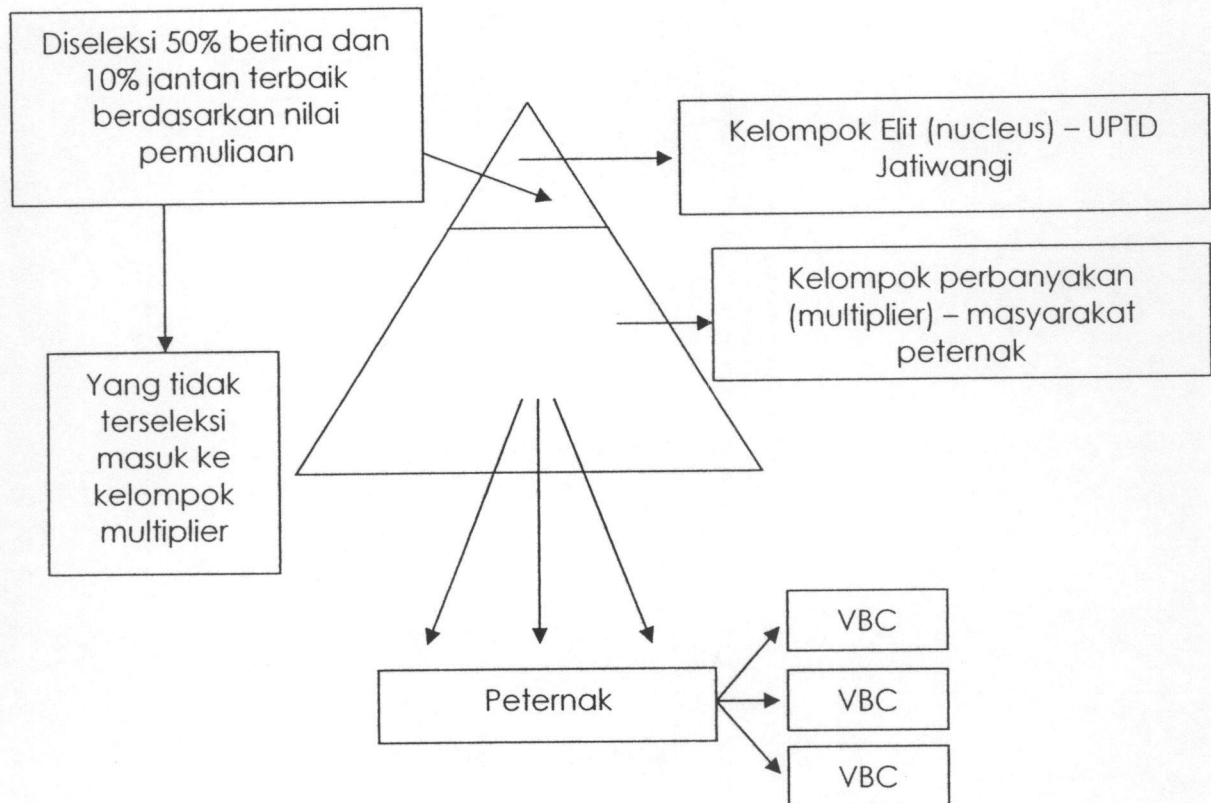 Diseleksi 50% betina dan
10% jantan terbaik
berdasarkan nilai
pemuliaan
Kelompok Elit (nucleus) – UPTD
Jatiwangi
Kelompok perbanyakan
(multiplier) – masyarakat
peternak
Yang tidak
terseleksi
masuk ke
kelompok
multiplier
Peternak
VBC
VBC
VBC